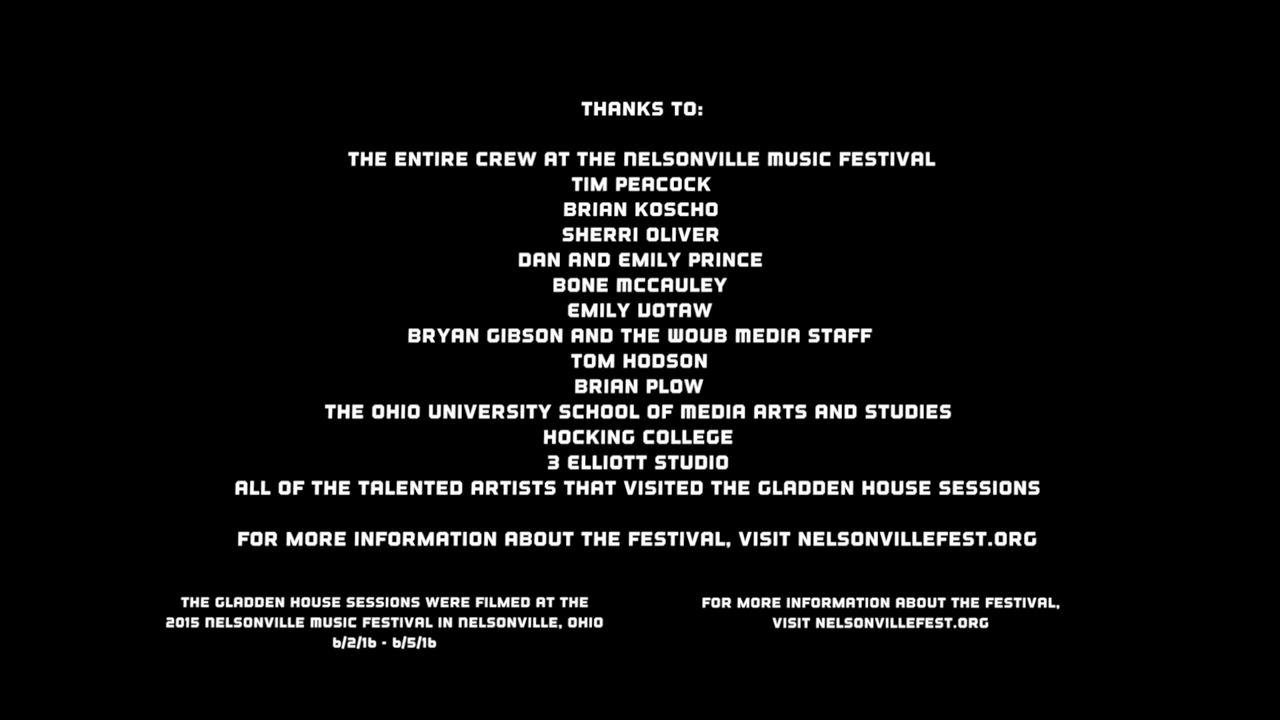 THANKS TO:
THE ENTIRE CREW AT THE NELSONVILLE MUSIC FESTIVAL
TIM PEACOCK
BRIAN KOSCHO
SHERRI OLIVER
DAN AND EMILY PRINCE
BONE MCCAULEY
EMILY VOTAW
BRYAN GIBSON AND THE WOUB MEDIA STAFF
TOM HODSON
BRIAN PLOW
THE OHIO UNIVERSITY SCHOOL OF MEDIA ARTS AND STUDIES
HOCKING COLLEGE
3 ELLIOTT STUDIO
ALL OF THE TALENTED ARTISTS THAT VISITED THE GLADDEN HOUSE SESSIONS
FOR MORE INFORMATION ABOUT THE FESTIVAL, VISIT NELSONVILLEFEST.ORG
THE GLADDEN HOUSE SESSIONS WERE FILMED AT THE
2015 NELSONVILLE MUSIC FESTIVAL IN NELSONVILLE, OHIO
6/2/16 - 6/5/16
FOR MORE INFORMATION ABOUT THE FESTIVAL,
VISIT NELSONVILLEFEST.ORG